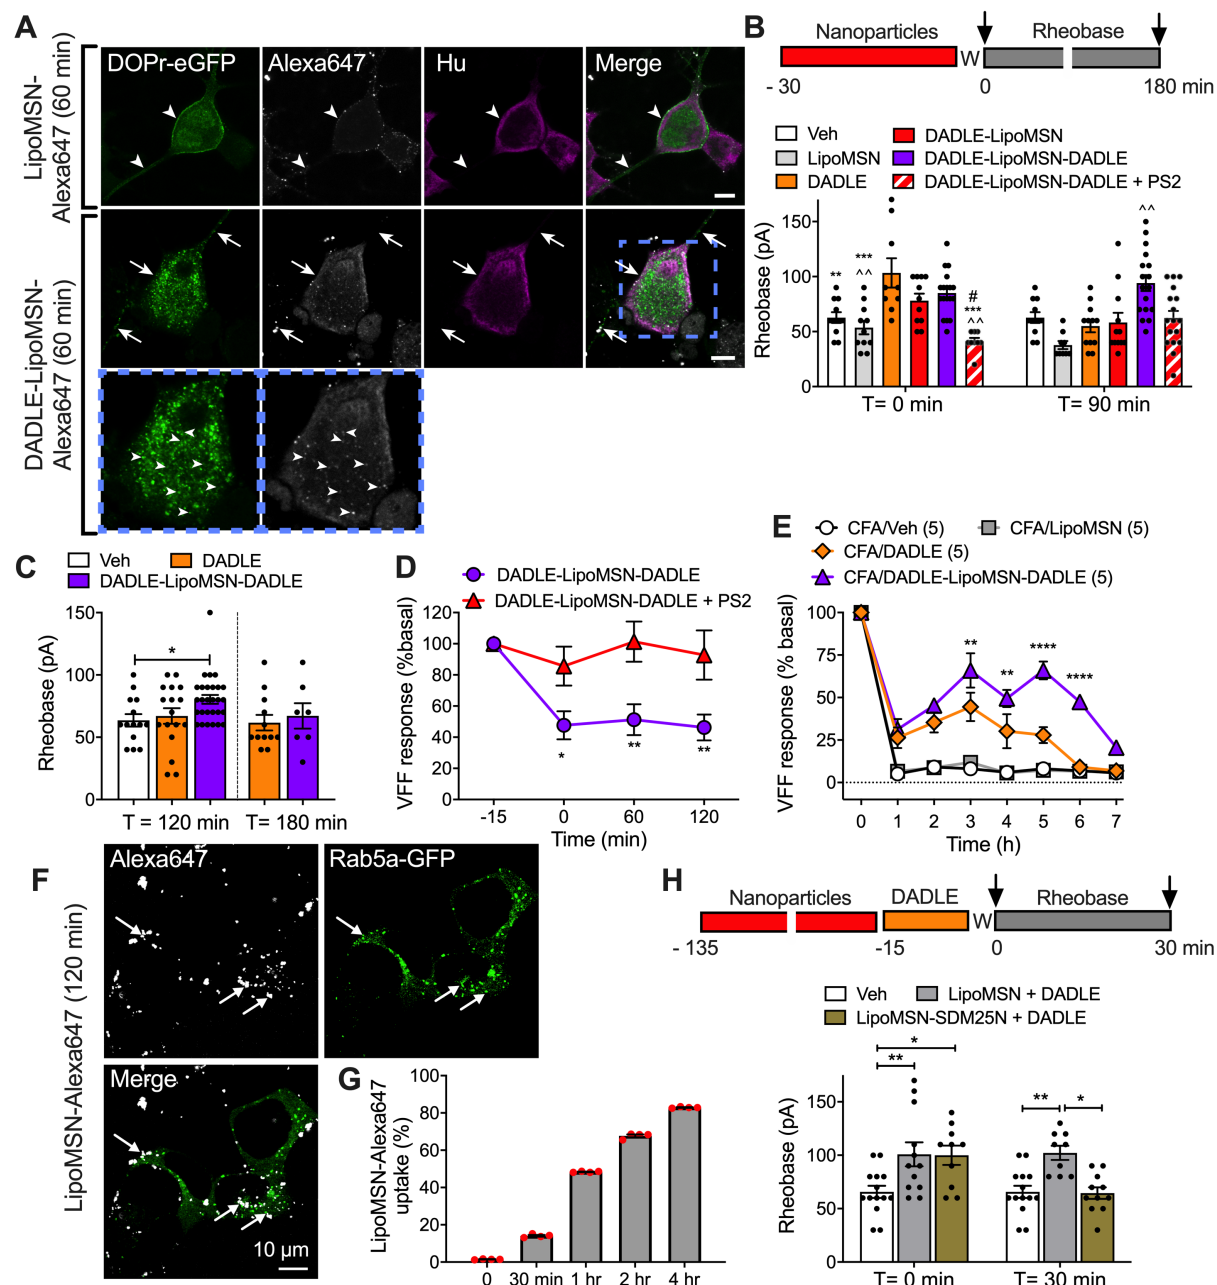 A
DOPr-eGFP
Alexa647
Hu
Merge
LipoMSN-
Alexa647 (60 min)
DADLE-LipoMSN-
Alexa647 (60 min)
B
Nanoparticles
W
Rheobase
- 30
0
180 min
Veh
DADLE-LipoMSN
LipoMSN
DADLE-LipoMSN-DADLE
DADLE
DADLE-LipoMSN-DADLE + PS2
Rheobase (pA)
150
100
50
0
**
***
^^
#
***
^^
^^
T= 0 min
T= 90 min
C
Veh
DADLE
DADLE-LipoMSN-DADLE
Rheobase (pA)
150
100
50
0
*
T = 120 min
T= 180 min
D
DADLE-LipoMSN-DADLE
DADLE-LipoMSN-DADLE + PS2
VFF response (%basal)
120
100
80
60
40
20
0
*
**
**
-15
0
60
120
Time (min)
E
CFA/Veh (5)
CFA/LipoMSN (5)
CFA/DADLE (5)
CFA/DADLE-LipoMSN-DADLE (5)
VFF response (% basal)
100
75
50
25
0
**
**
****
****
0
1
2
3
4
5
6
7
Time (h)
F
LipoMSN-Alexa647 (120 min)
Alexa647
Rab5a-GFP
Merge
10 µm
G
LipoMSN-Alexa647
uptake (%)
100
80
60
40
20
0
0
30 min
1 hr
2 hr
4 hr
H
Nanoparticles
DADLE
W
Rheobase
- 135
-15
0
30 min
Veh
LipoMSN + DADLE
LipoMSN-SDM25N + DADLE
Rheobase (pA)
150
100
50
0
*
**
**
*
T= 0 min
T= 30 min